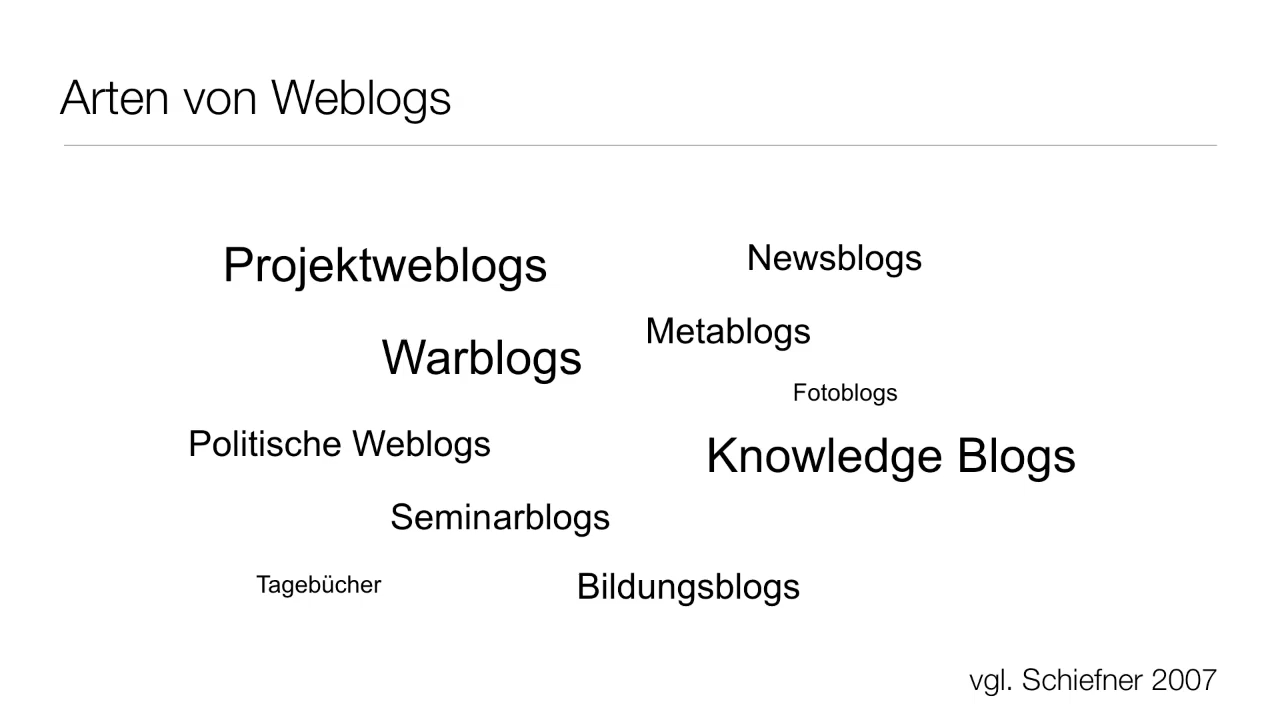 Arten von Weblogs
Projektweblogs
Newsblogs
Metablogs
Warblogs
Fotoblogs
Politische Weblogs
Knowledge Blogs
Seminarblogs
Tagebücher
Bildungsblogs
vgl. Schiefner 2007